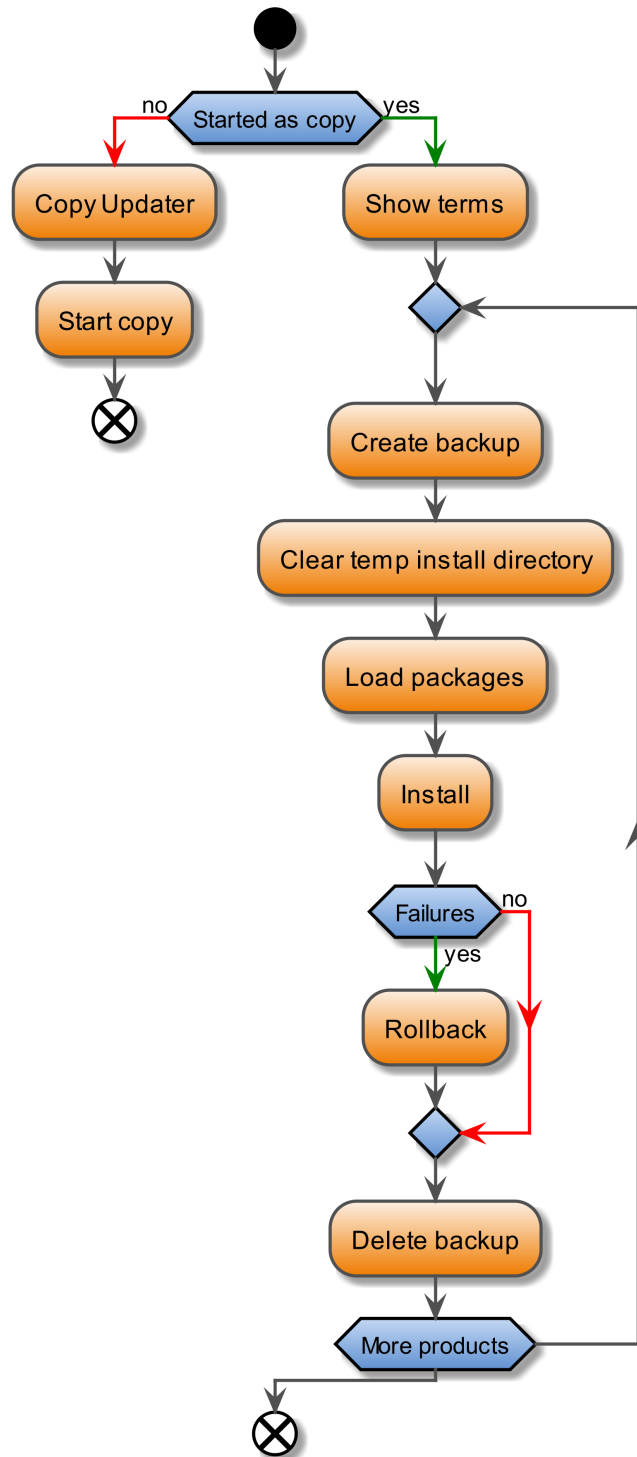 no
Started as copy
yes
Copy Updater
Show terms
Start copy
Create backup
Clear temp install directory
Load packages
Install
Failures
no
yes
Rollback
Delete backup
More products